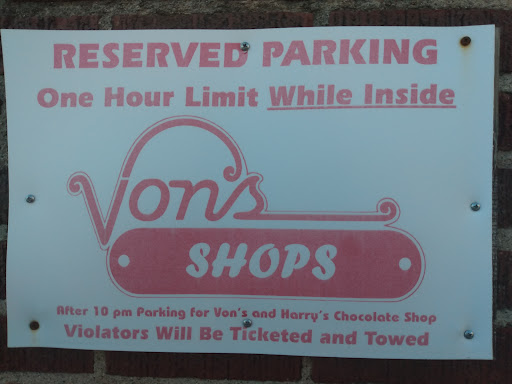 RESERVED PARKING
One Hour Limit While Inside
Von's
SHOPS
After 10 pm Parking for Von's and Harry's Chocolate Shop
Violators Will Be Ticketed and Towed